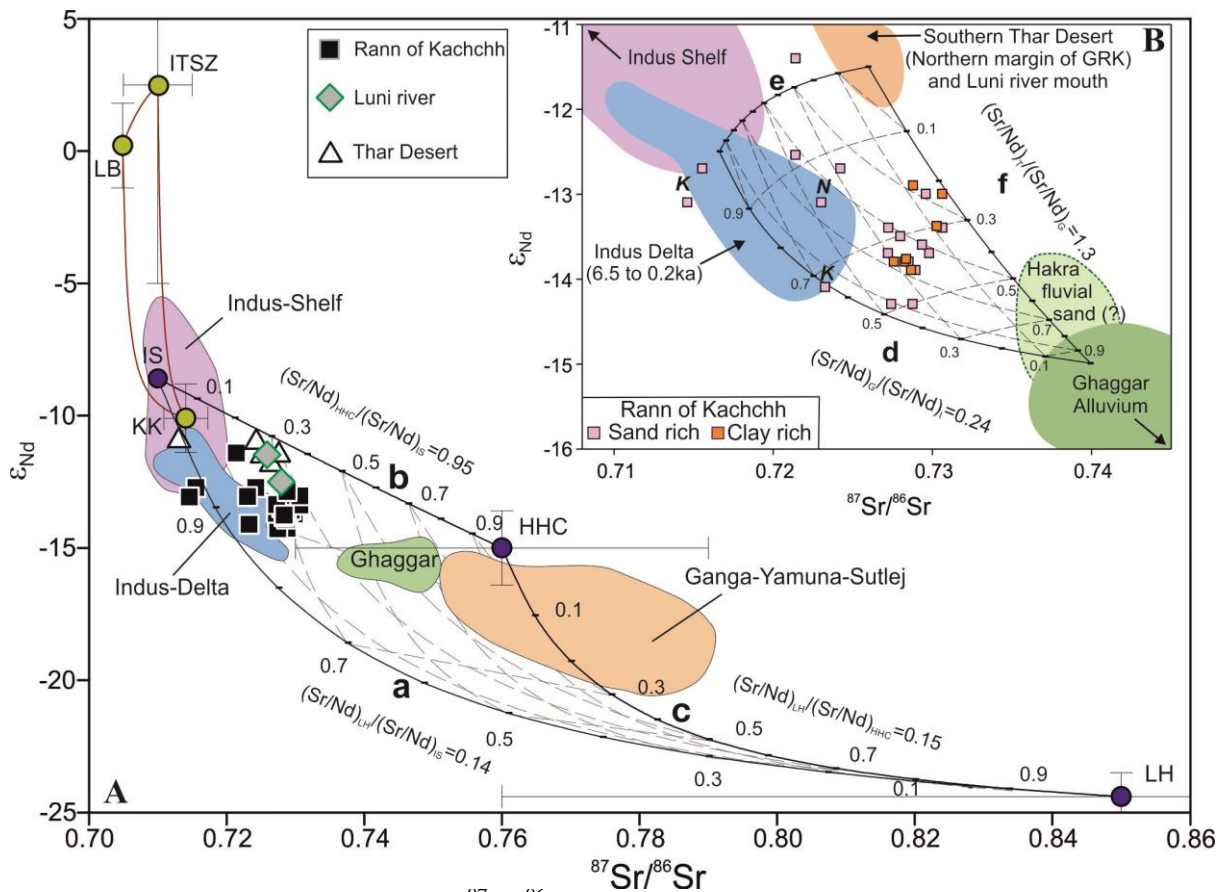 5
0
-5
-10
-15
-20
-25
εNd
0.70
0.72
0.74
0.76
0.78
0.80
0.82
0.84
0.86
87Sr/86Sr
A
Rann of Kachchh
Luni river
Thar Desert
ITSZ
LB
Indus-Shelf
IS
KK
0.1
0.3
0.5
0.7
0.9
(Sr/Nd)HHC/(Sr/Nd)IS=0.95
b
HHC
0.9
Indus-Delta
Ghaggar
Ganga-Yamuna-Sutlej
0.7
a
0.5
0.3
0.1
(Sr/Nd)LH/(Sr/Nd)IS=0.14
0.1
0.3
c
0.5
0.7
0.9
(Sr/Nd)LH/(Sr/Nd)HHC=0.15
LH
-11
-12
-13
-14
-15
-16
εNd
0.71
0.72
0.73
0.74
87Sr/86Sr
B
Indus Shelf
Southern Thar Desert
(Northern margin of GRK)
and Luni river mouth
e
0.1
(Sr/Nd)T/(Sr/Nd)G=1.3
f
K
N
0.9
0.3
Indus Delta
(6.5 to 0.2ka)
K
0.7
0.5
Hakra
fluvial
sand (?)
0.5
0.7
d
0.3
0.1
0.9
(Sr/Nd)G/(Sr/Nd)I=0.24
Ghaggar
Alluvium
Rann of Kachchh
Sand rich
Clay rich
87 86